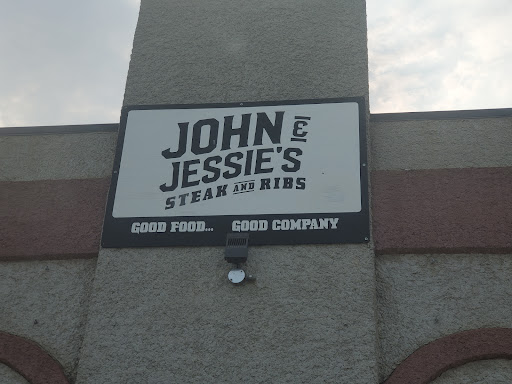 JOHN &
JESSIE'S
STEAK AND RIBS
GOOD FOOD... GOOD COMPANY